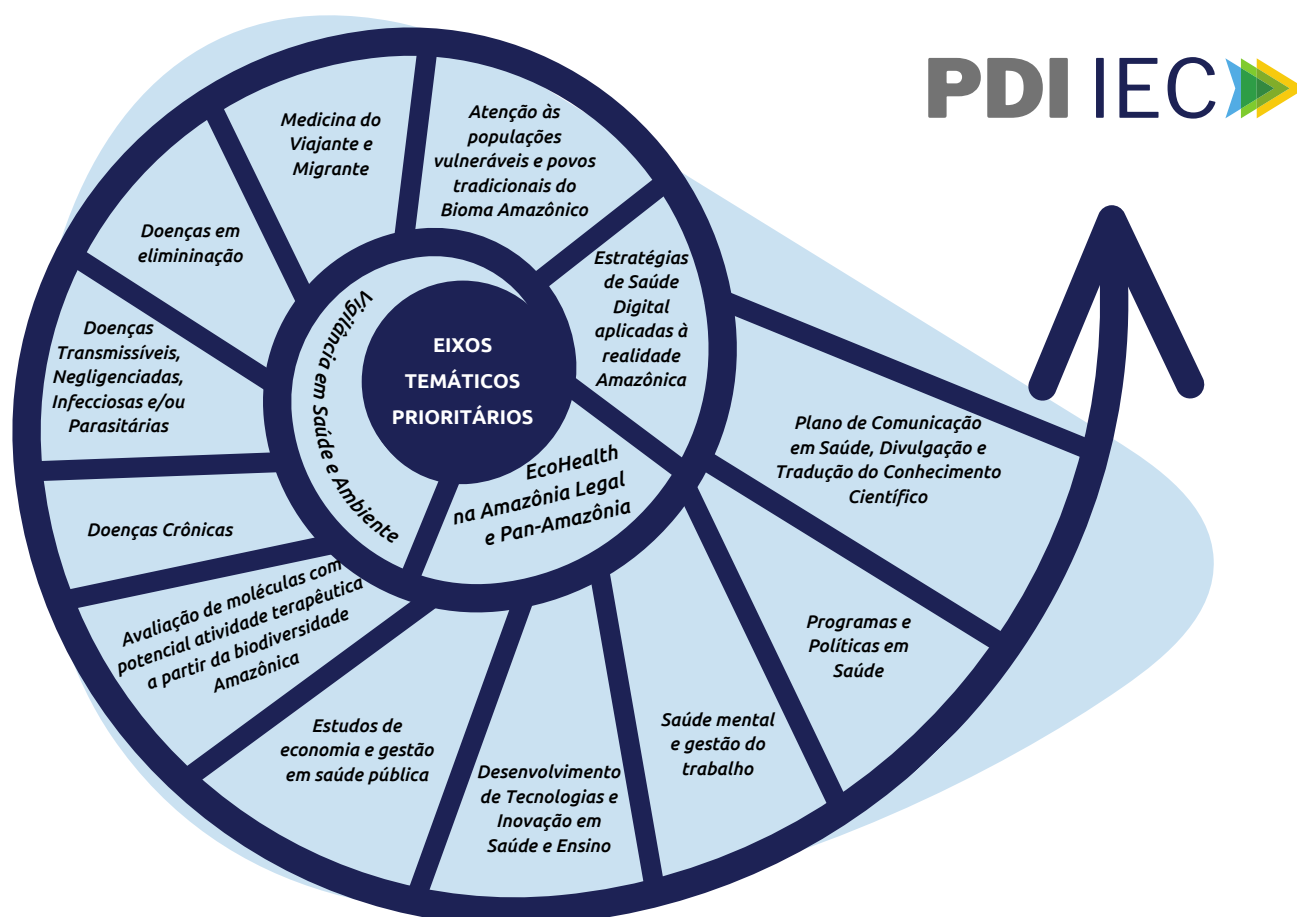 PDI IEC
EIXOS
TEMÁTICOS
PRIORITÁRIOS
Vigilância em Saúde e Ambiente
EcoHealth
na Amazônia Legal
e Pan-Amazônia
Estratégias
de Saúde
Digital
aplicadas à
realidade
Amazônica
Atenção às
populações
vulneráveis e povos
tradicionais do
Bioma Amazônico
Medicina do
Viajante e
Migrante
Doenças em
elimininação
Doenças
Transmissíveis,
Negligenciadas,
Infecciosas e/ou
Parasitárias
Doenças Crônicas
Avaliação de moléculas com
potencial atividade terapêutica
a partir da biodiversidade
Amazônica
Estudos de
economia e gestão
em saúde pública
Desenvolvimento
de Tecnologias e
Inovação em
Saúde e Ensino
Saúde mental
e gestão do
trabalho
Programas e
Políticas em
Saúde
Plano de Comunicação
em Saúde, Divulgação e
Tradução do Conhecimento
Científico